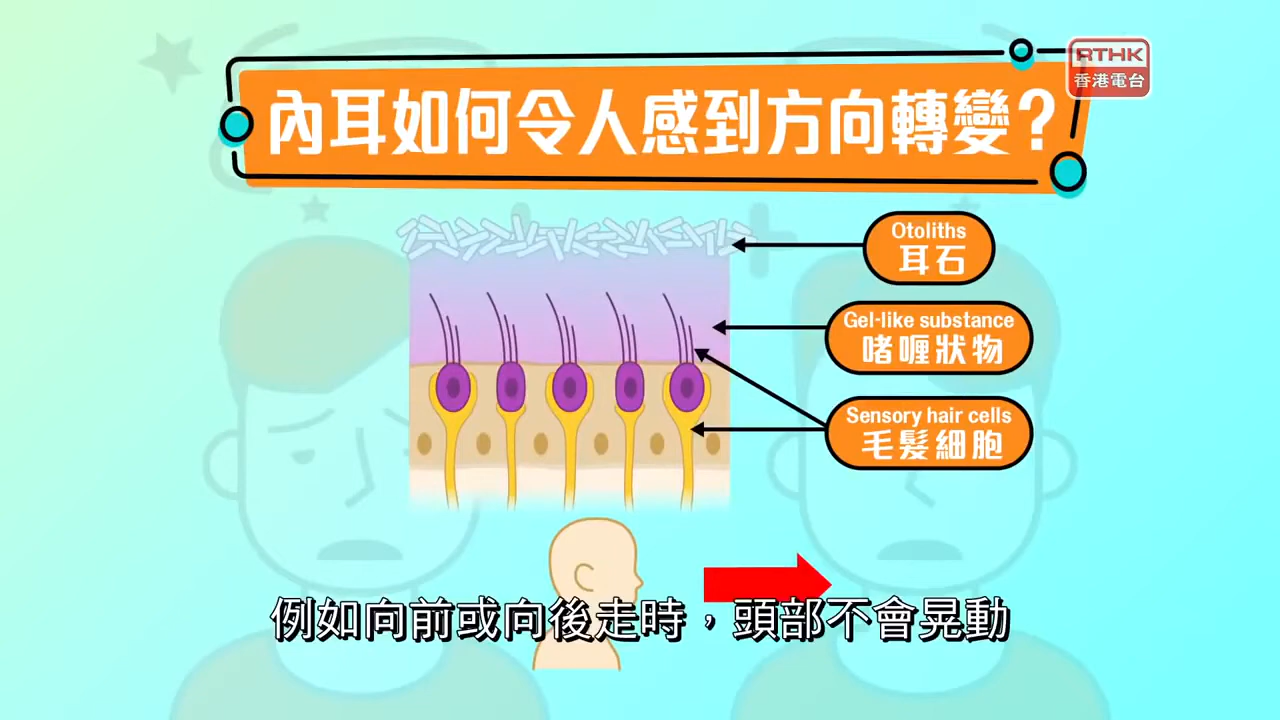 RTHK
香港電台
內耳如何令人感到方向轉變?
Otoliths
耳石
Gel-like substance
啫喱狀物
Sensory hair cells
毛髮細胞
例如向前或向後走時，頭部不會晃動